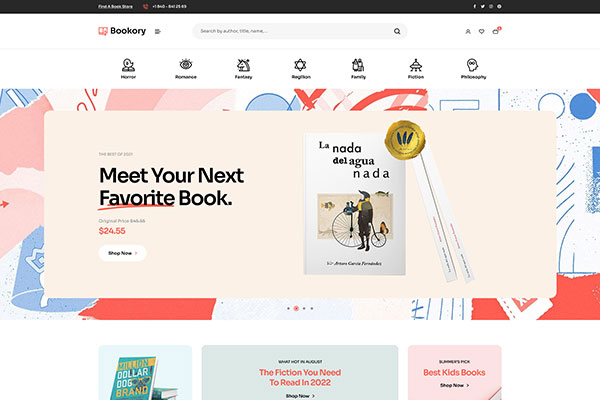 Find A Book Store
+1 840 - 841 25 69
Bookory
Search by author, title, name, ...
Horror
Romance
Fantasy
Regilion
Family
Fiction
Philosophy
THE BEST OF 2021
Meet Your Next
Favorite Book.
Original Price $45.55
$24.55
Shop Now
La nada
del agua
nada
Arturo García Fernández
MILLION
DOLLAR
DOG
BRAND
WHAT HOT IN AUGUST
The Fiction You Need
To Read In 2022
Shop Now
SUMMER'S PICK
Best Kids Books
Shop Now